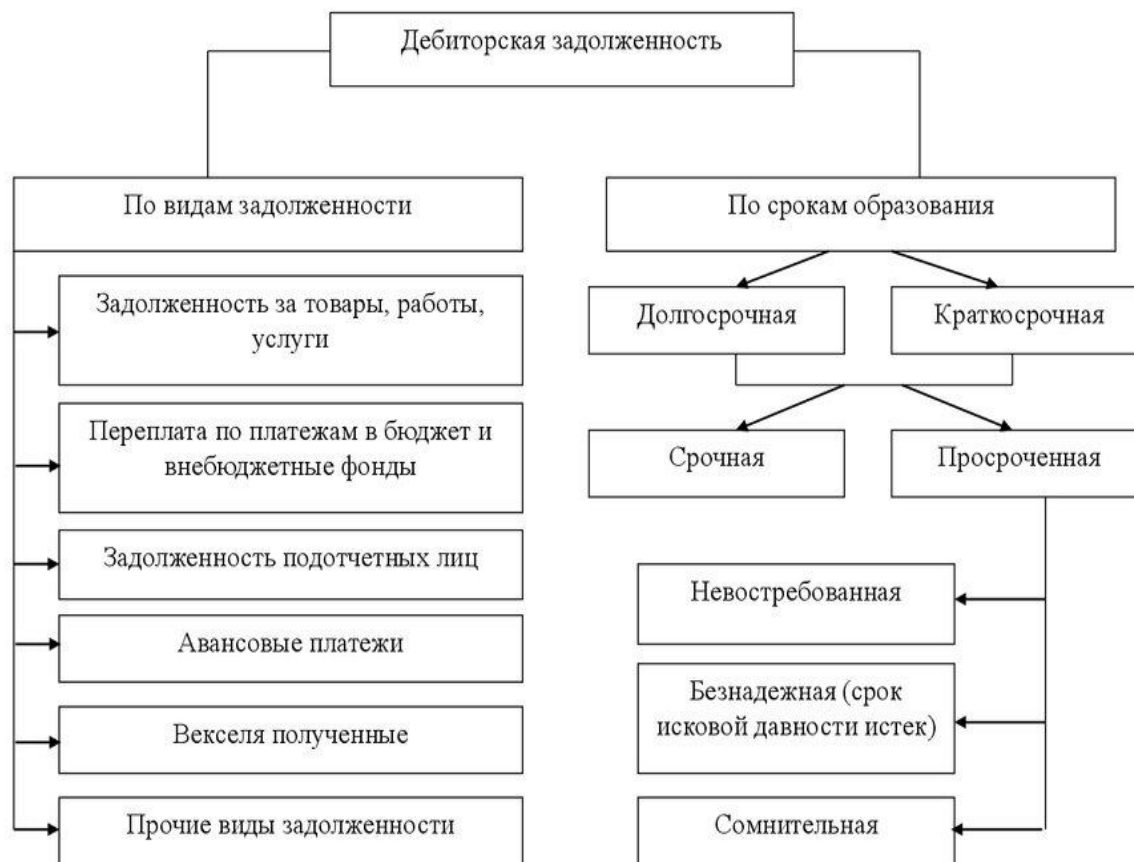 Дебиторская задолженность
По видам задолженности
Задолженность за товары, работы,
услуги
Переплата по платежам в бюджет и
внебюджетные фонды
Задолженность подотчетных лиц
Авансовые платежи
Векселя полученные
Прочие виды задолженности
По срокам образования
Долгосрочная
Краткосрочная
Срочная
Просроченная
Невостребованная
Безнадежная (срок
исковой давности истек)
Сомнительная